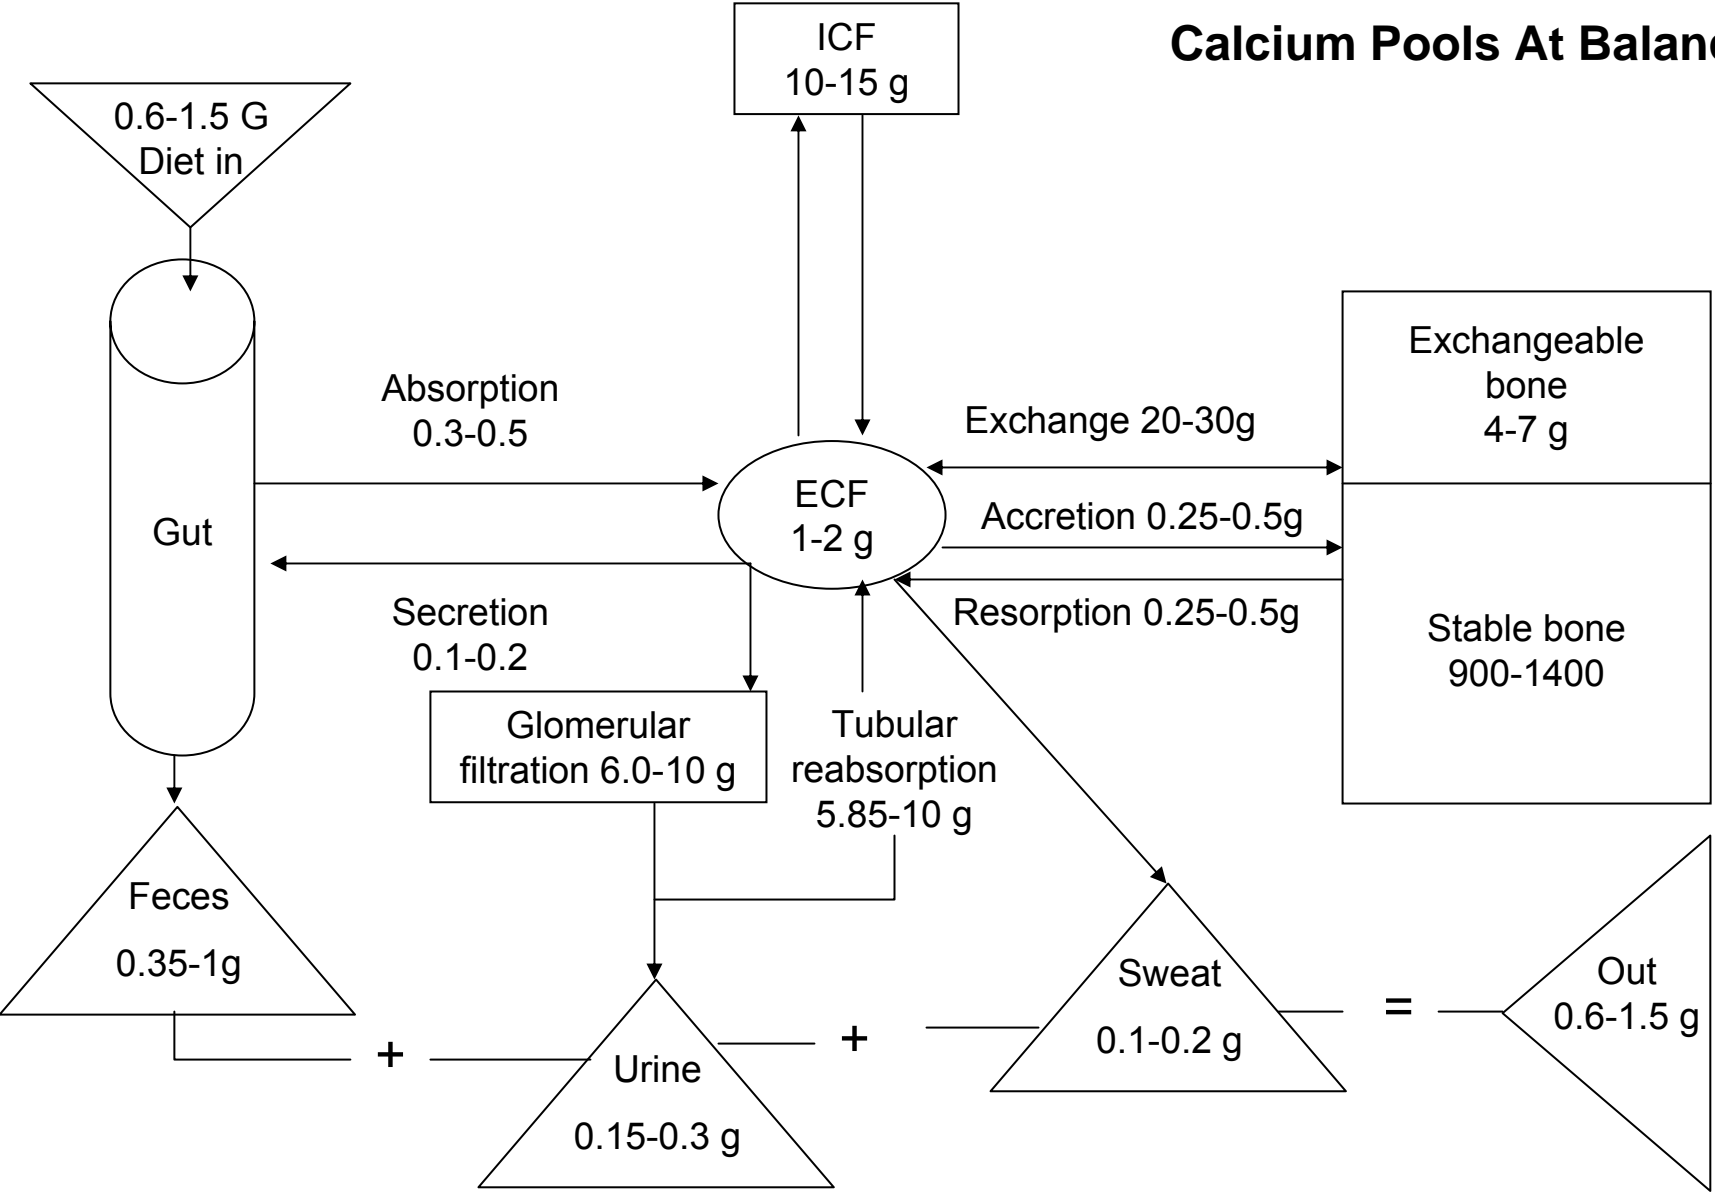 Calcium Pools At Balanc
ICF
10-15 g
0.6-1.5 G
Diet in
Absorption
0.3-0.5
Gut
Secretion
0.1-0.2
ECF
1-2 g
Exchange 20-30g
Accretion 0.25-0.5g
Resorption 0.25-0.5g
Exchangeable
bone
4-7 g
Stable bone
900-1400
Glomerular
filtration 6.0-10 g
Tubular
reabsorption
5.85-10 g
Feces
0.35-1g
+
Urine
0.15-0.3 g
+
Sweat
0.1-0.2 g
=
Out
0.6-1.5 g